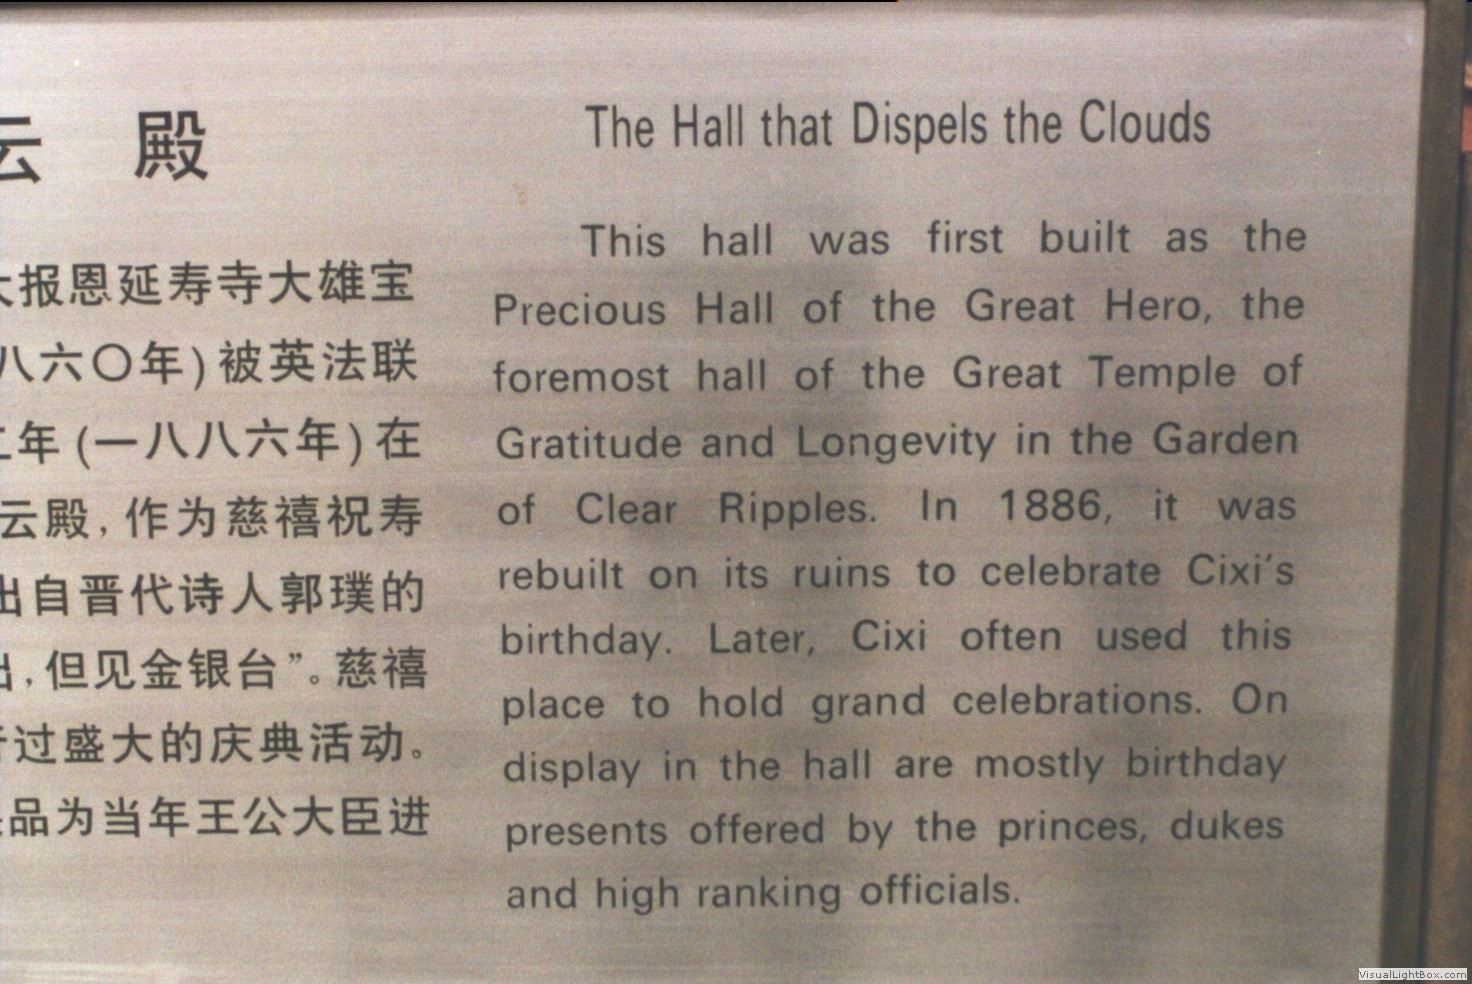 云 殿
大报恩延寿寺大雄宝
八六〇年)被英法联
二年(一八八六年)在
云殿,作为慈禧祝寿
出自晋代诗人郭璞的
出,但见金银台”。慈禧
过盛大的庆典活动。
品为当年王公大臣进
The Hall that Dispels the Clouds
This hall was first built as the
Precious Hall of the Great Hero, the
foremost hall of the Great Temple of
Gratitude and Longevity in the Garden
of Clear Ripples. In 1886, it was
rebuilt on its ruins to celebrate Cixi's
birthday. Later, Cixi often used this
place to hold grand celebrations. On
display in the hall are mostly birthday
presents offered by the princes, dukes
and high ranking officials.
VisualLightBox.com